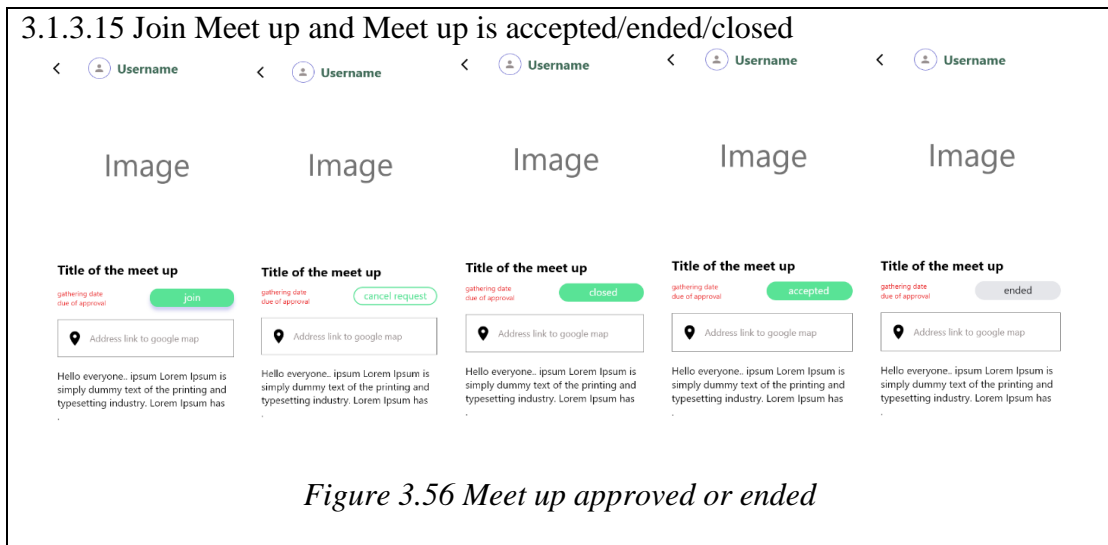 3.1.3.15 Join Meet up and Meet up is accepted/ended/closed
Username
Image
Title of the meet up
gathering date
due of approval
join
Address link to google map
Hello everyone.. ipsum Lorem Ipsum is
simply dummy text of the printing and
typesetting industry. Lorem Ipsum has
.
Username
Image
Title of the meet up
gathering date
due of approval
cancel request
Address link to google map
Hello everyone.. ipsum Lorem Ipsum is
simply dummy text of the printing and
typesetting industry. Lorem Ipsum has
.
Username
Image
Title of the meet up
gathering date
due of approval
closed
Address link to google map
Hello everyone.. ipsum Lorem Ipsum is
simply dummy text of the printing and
typesetting industry. Lorem Ipsum has
.
Username
Image
Title of the meet up
gathering date
due of approval
accepted
Address link to google map
Hello everyone.. ipsum Lorem Ipsum is
simply dummy text of the printing and
typesetting industry. Lorem Ipsum has
.
Username
Image
Title of the meet up
gathering date
due of approval
ended
Address link to google map
Hello everyone.. ipsum Lorem Ipsum is
simply dummy text of the printing and
typesetting industry. Lorem Ipsum has
.
Figure 3.56 Meet up approved or ended